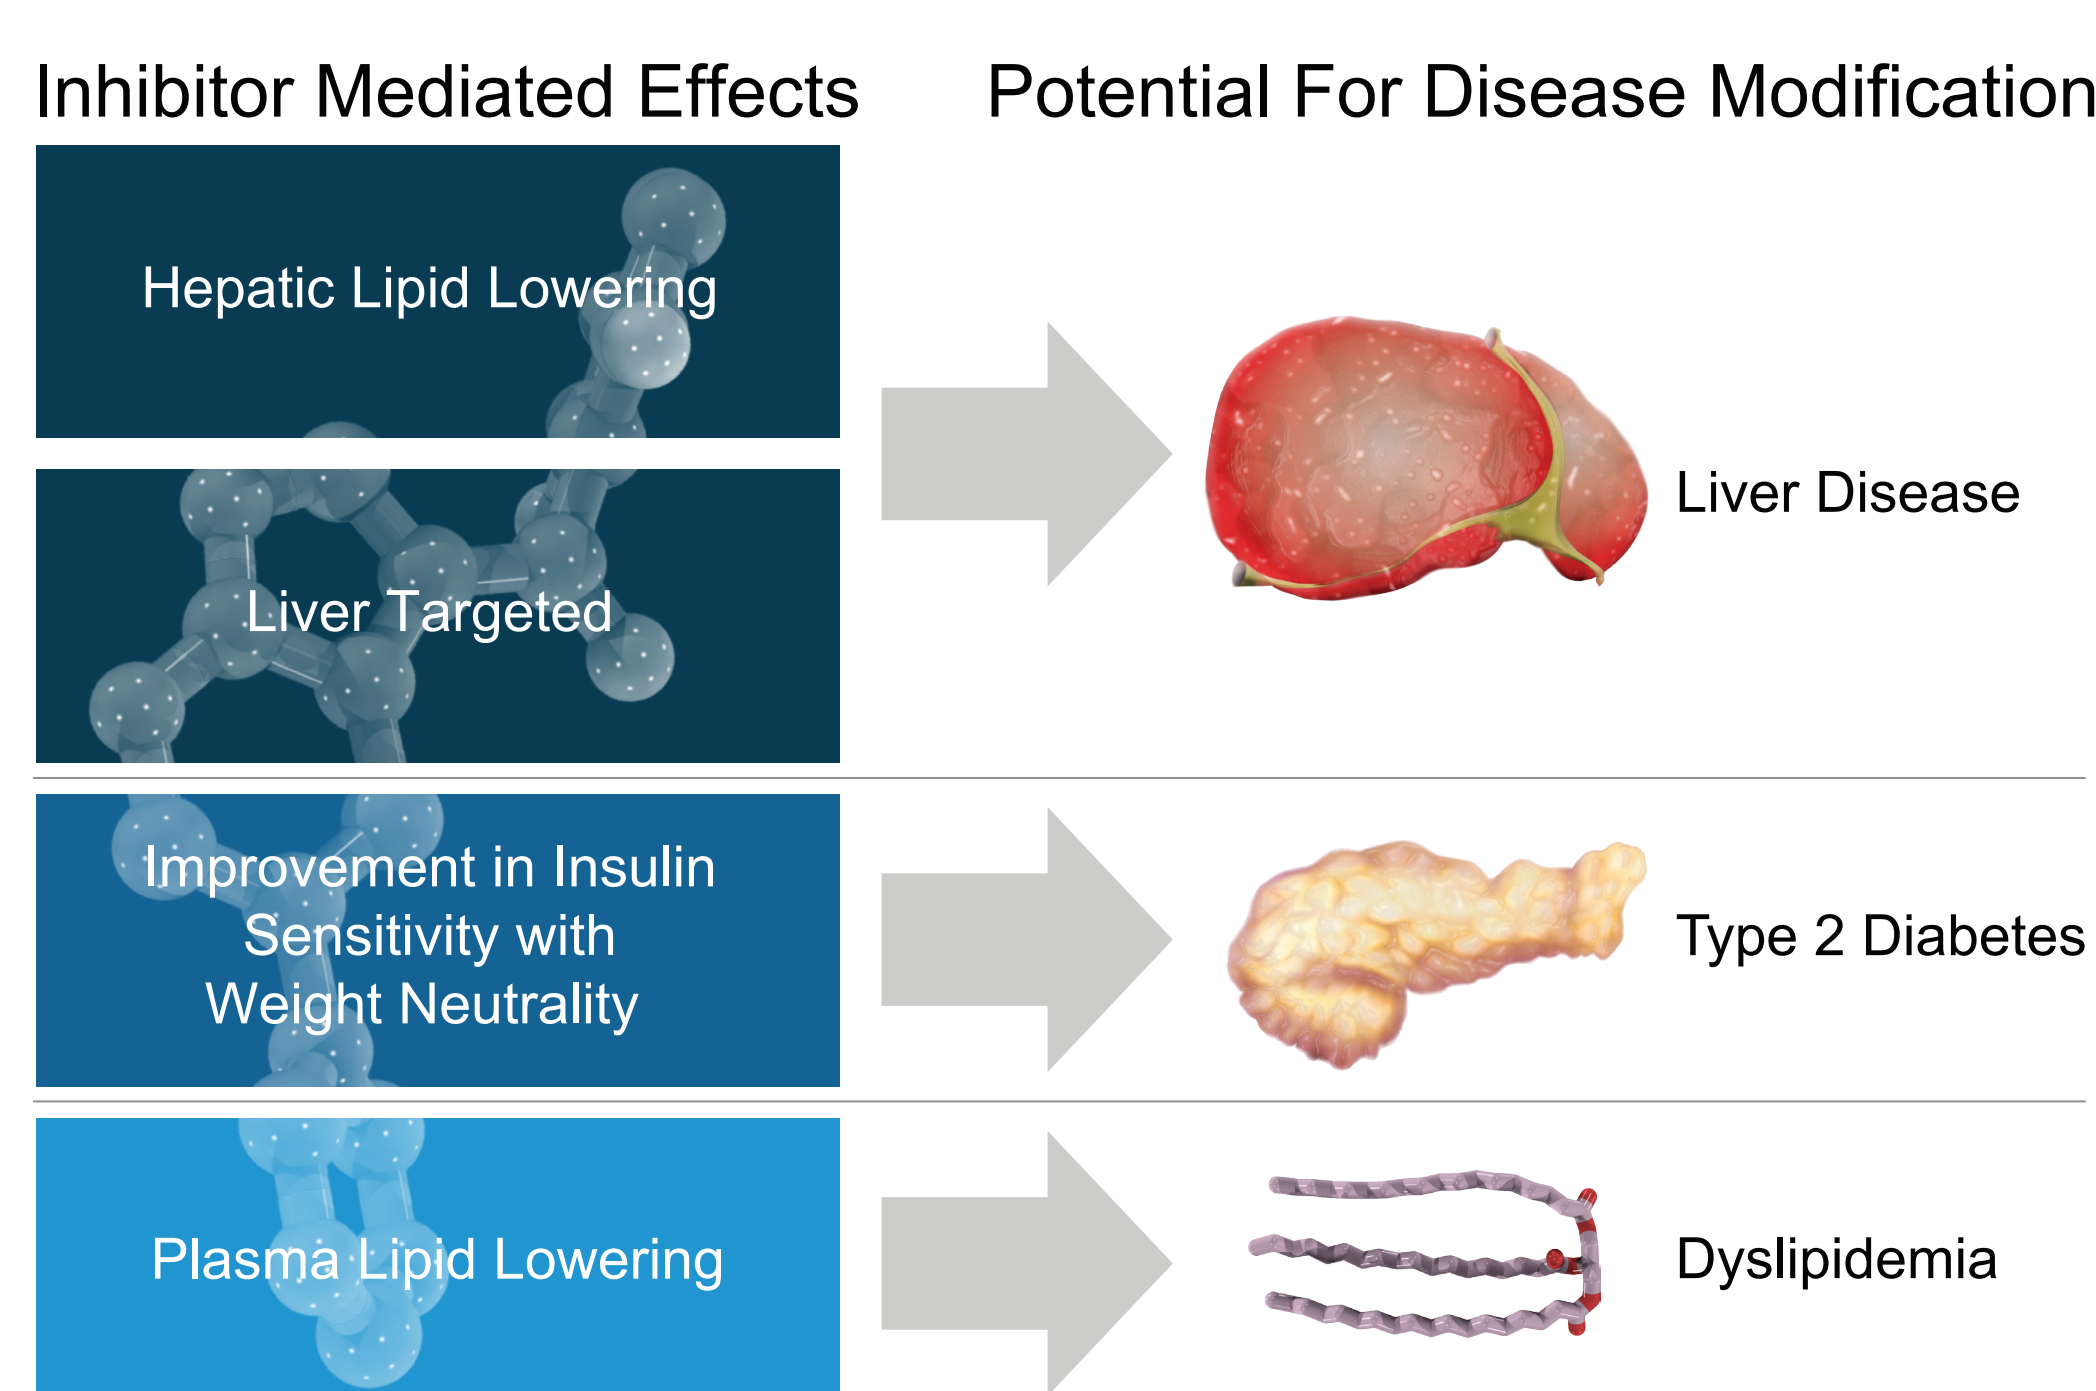 Inhibitor Mediated Effects
Potential For Disease Modification
Hepatic Lipid Lowering
Liver Targeted
Liver Disease
Improvement in Insulin
Sensitivity with
Weight Neutrality
Type 2 Diabetes
Plasma Lipid Lowering
Dyslipidemia